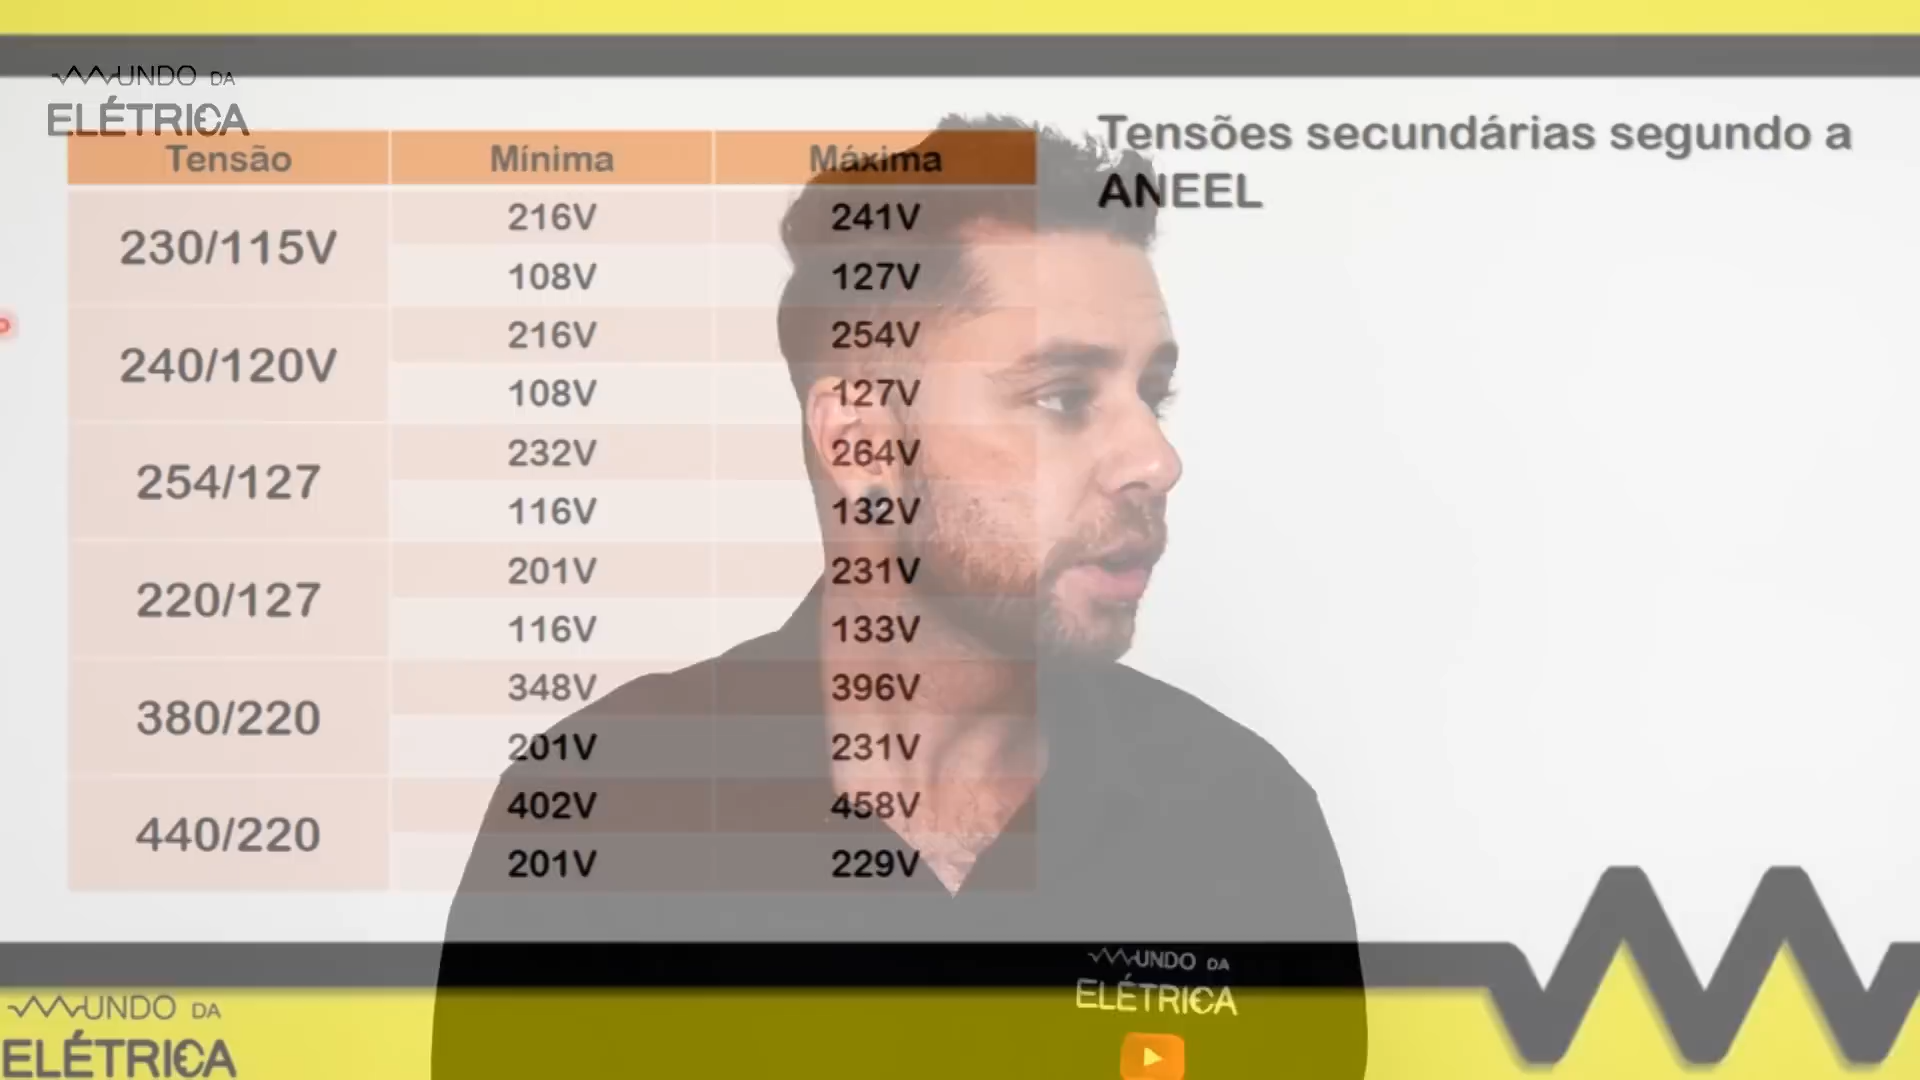 MUNDO DA
ELÉTRICA
Tensões secundárias segundo a
ANEEL
Tensão Mínima Máxima
230/115V 216V 241V
108V 127V
240/120V 216V 254V
108V 127V
254/127 232V 264V
116V 132V
220/127 201V 231V
116V 133V
380/220 348V 396V
201V 231V
440/220 402V 458V
201V 229V
MUNDO DA
ELÉTRICA
MUNDO DA
ELÉTRICA